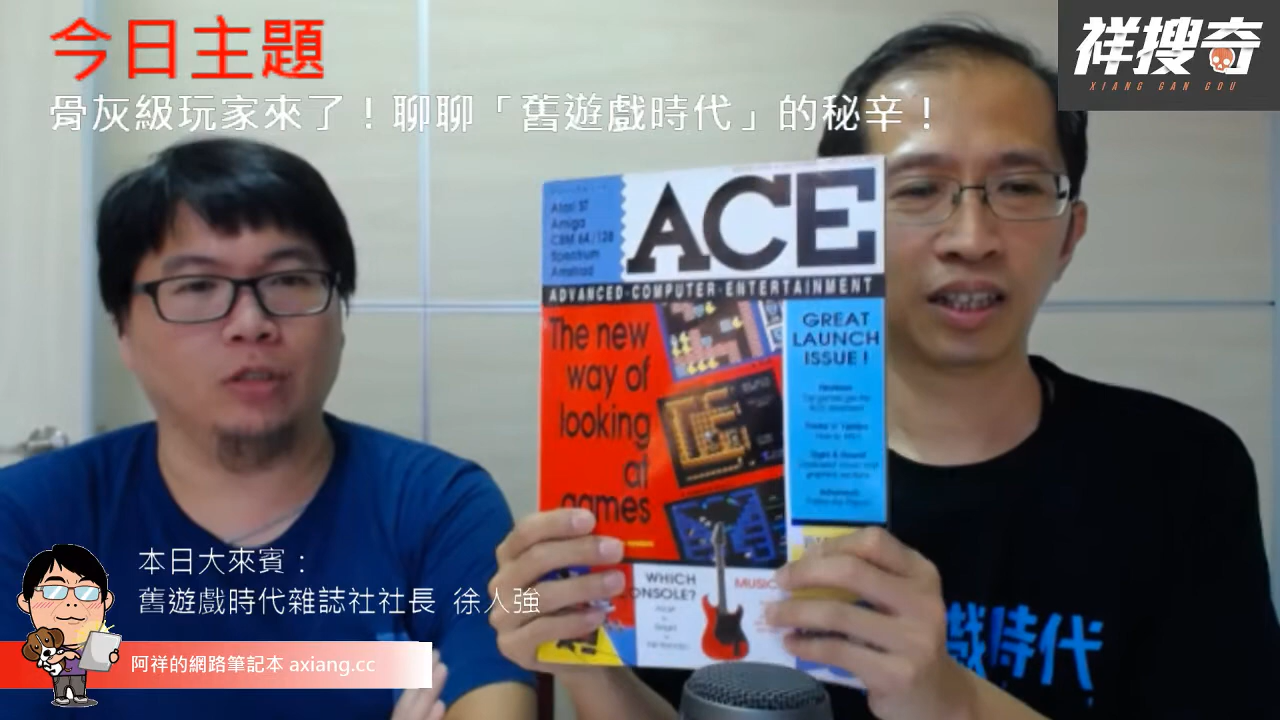 今日主題
骨灰級玩家來了！聊聊「舊遊戲時代」的秘辛！
祥搜奇
XIANG GAN GOU
Atari ST
Amiga
CBM 64/128
Spectrum
Amstrad
ACE
ADVANCED·COMPUTER·ENTERTAINMENT
The new
way of
looking
at
games
GREAT
LAUNCH
ISSUE !
WHICH
ONSOLE?
MUSIC
戲時代
本日大來賓：
舊遊戲時代雜誌社社長 徐人強
阿祥的網路筆記本 axiang.cc